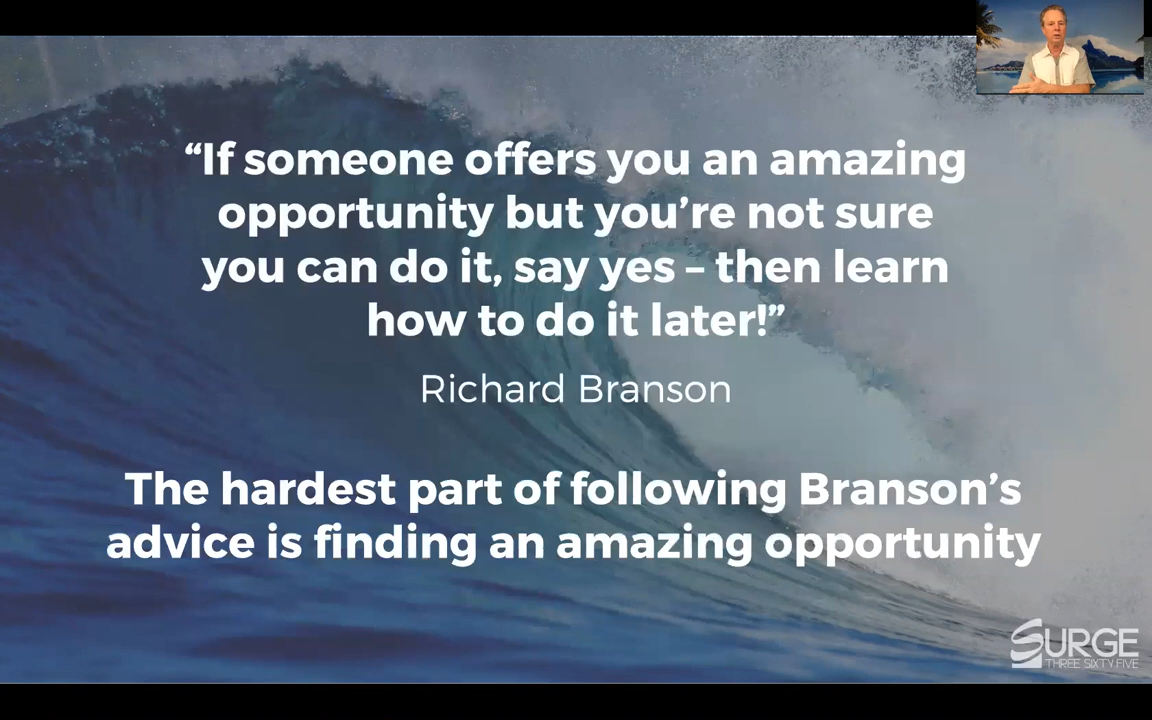 “If someone offers you an amazing
opportunity but you’re not sure
you can do it, say yes – then learn
how to do it later!”
Richard Branson
The hardest part of following Branson’s
advice is finding an amazing opportunity
SURGE
THREE SIXTY FIVE